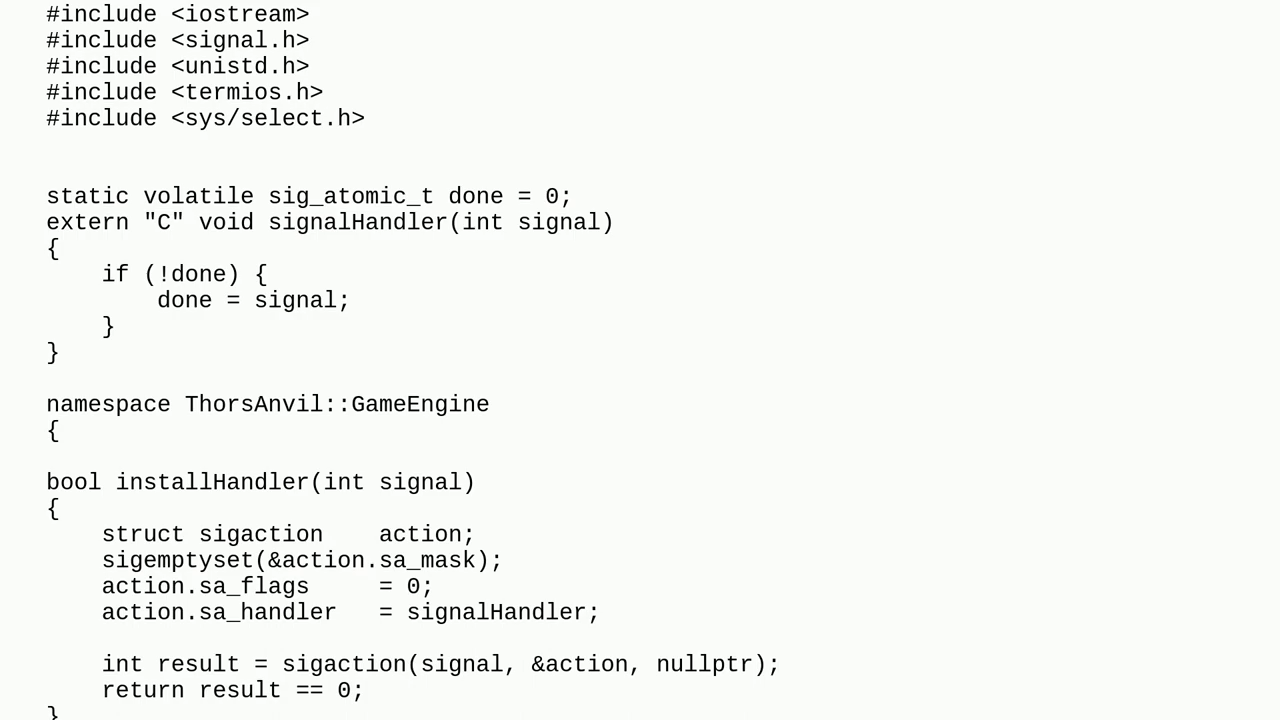 #include <iostream>
#include <signal.h>
#include <unistd.h>
#include <termios.h>
#include <sys/select.h>


static volatile sig_atomic_t done = 0;
extern "C" void signalHandler(int signal)
{
    if (!done) {
        done = signal;
    }
}

namespace ThorsAnvil::GameEngine
{

bool installHandler(int signal)
{
    struct sigaction    action;
    sigemptyset(&action.sa_mask);
    action.sa_flags     = 0;
    action.sa_handler   = signalHandler;

    int result = sigaction(signal, &action, nullptr);
    return result == 0;
}